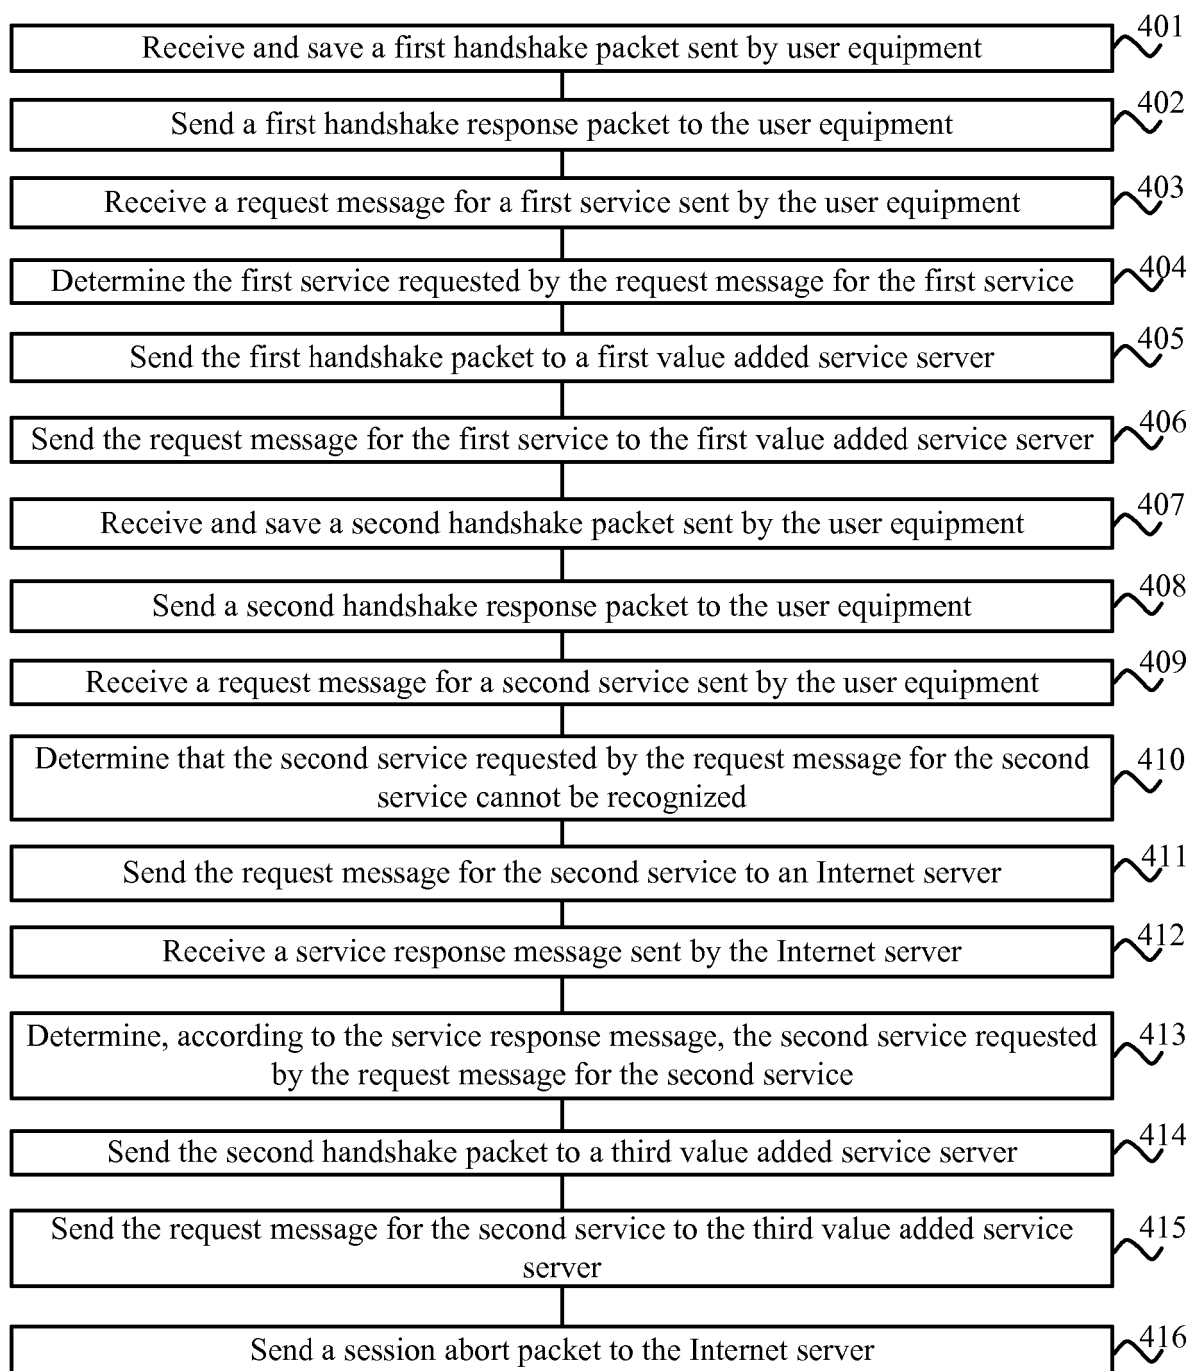 Receive and save a first handshake packet sent by user equipment
401
Send a first handshake response packet to the user equipment
402
Receive a request message for a first service sent by the user equipment
403
Determine the first service requested by the request message for the first service
404
Send the first handshake packet to a first value added service server
405
Send the request message for the first service to the first value added service server
406
Receive and save a second handshake packet sent by the user equipment
407
Send a second handshake response packet to the user equipment
408
Receive a request message for a second service sent by the user equipment
409
Determine that the second service requested by the request message for the second
service cannot be recognized
410
Send the request message for the second service to an Internet server
411
Receive a service response message sent by the Internet server
412
Determine, according to the service response message, the second service requested
by the request message for the second service
413
Send the second handshake packet to a third value added service server
414
Send the request message for the second service to the third value added service
server
415
Send a session abort packet to the Internet server
416